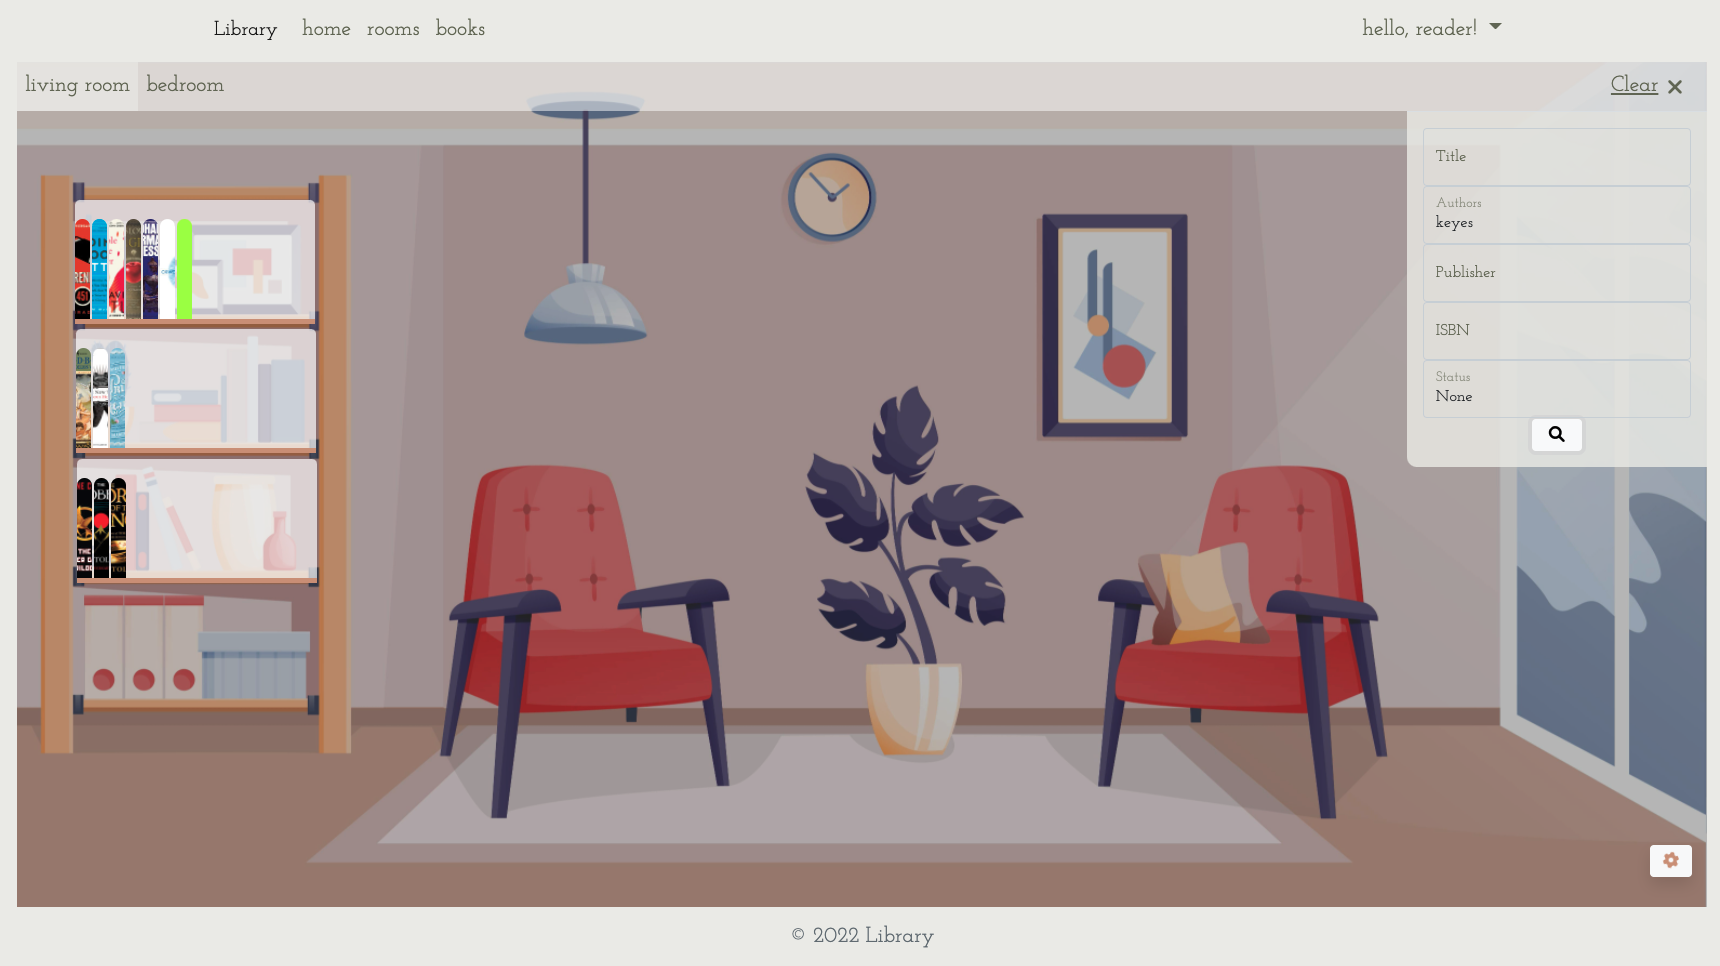 Library home rooms books hello, reader!
living room bedroom Clear
Title
Authors
keyes
Publisher
ISBN
Status
None
451
© 2022 Library